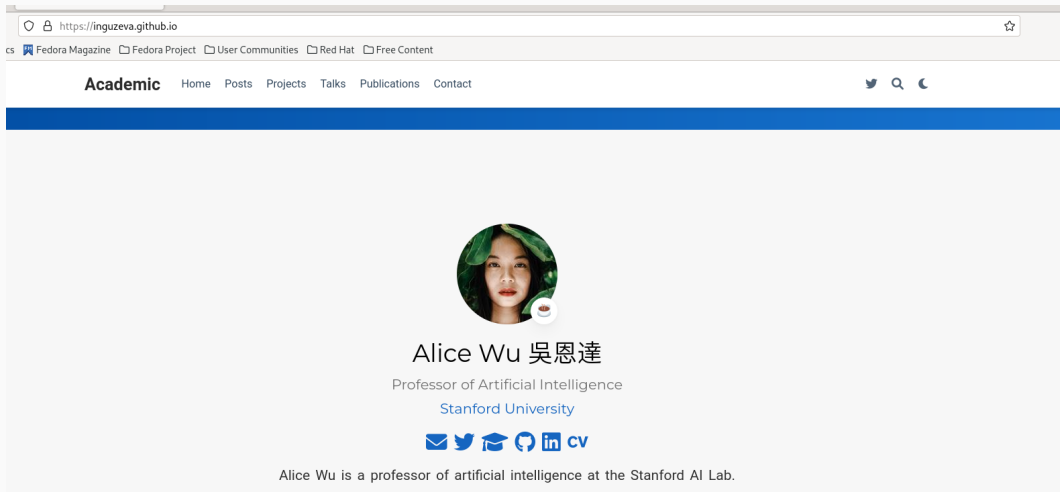 https://inguzeva.github.io
cs Fedora Magazine Fedora Project User Communities Red Hat Free Content
Academic Home Posts Projects Talks Publications Contact
Alice Wu 吳恩達
Professor of Artificial Intelligence
Stanford University
CV
Alice Wu is a professor of artificial intelligence at the Stanford AI Lab.